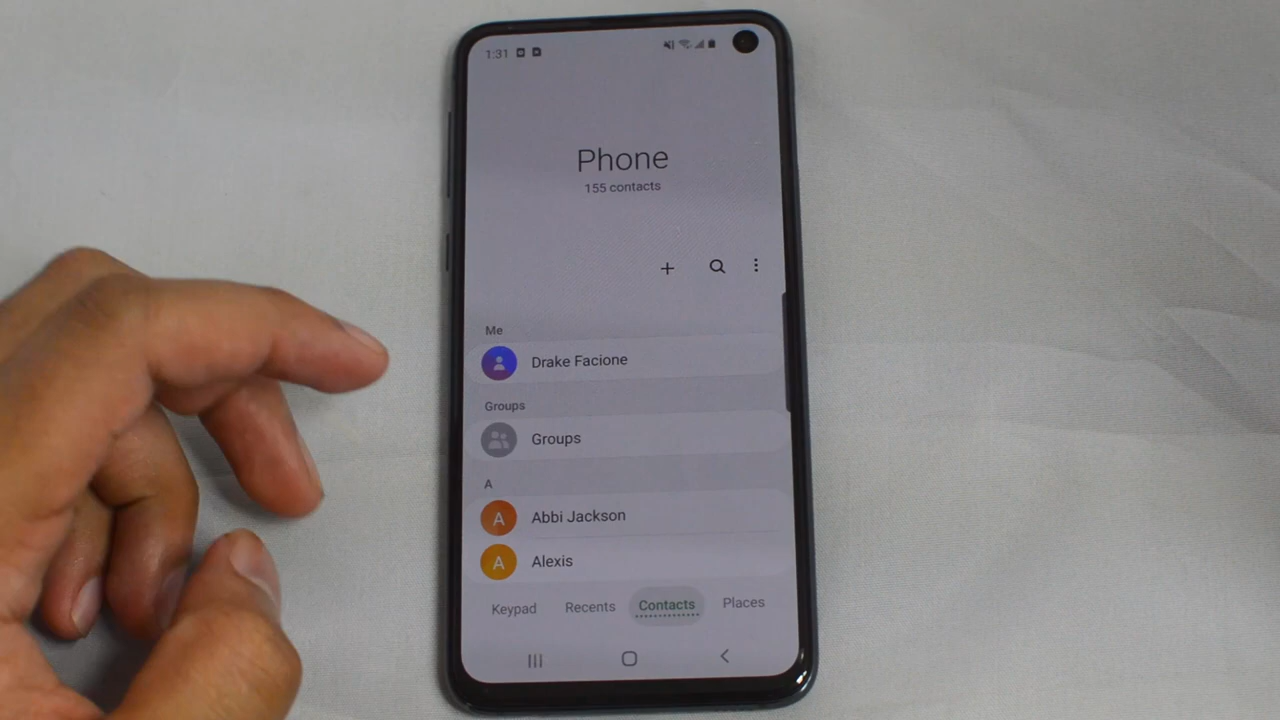 1:31
Phone
155 contacts
Me
Drake Facione
Groups
Groups
A
A Abbi Jackson
A Alexis
Keypad Recents Contacts Places